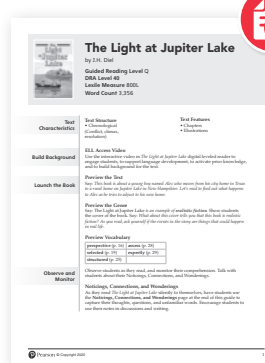 The Light at Jupiter Lake
by J.H. Diel
Guided Reading Level Q
DRA Level 40
Lexile Measure 800L
Word Count 3,356
Text
Characteristics
Text Structure
• Chronological
(Conflict, climax,
resolution)
Text Features
• Chapters
• Illustrations
Build Background
ELL Access Video
Use the interactive video in The Light at Jupiter Lake digital leveled reader to
engage students, to support language development, to activate prior knowledge,
and to build background for the text.
Launch the Book
Preview the Text
Say: This book is about a young boy named Alec who moves from his city home in
to a rural home on Jupiter Lake in New Hampshire. Let's read to find out what happens
to Alec as he tries to adjust to his new home.
Preview the Genre
Say: The Light at Jupiter Lake is an example of realistic fiction. Show students
the cover of the book. Say: What about this cover tells you that this book is realistic
fiction? As you read, ask yourself if the events in the story are things that could happen
in real life.
Preview Vocabulary
perspective (p. 16)
access (p. 28)
selected (p. 19)
expertly (p. 29)
structured (p. 29)
Observe and
Monitor
Observe students as they read, and monitor their comprehension. Talk with
students about their Noticings, Connections, and Wonderings.
Noticings, Connections, and Wonderings
As they read The Light at Jupiter Lake silently to themselves, have students use
the Noticings, Connections, and Wonderings page at the end of this guide to
capture their thoughts, questions, and unfamiliar words. Encourage students to
use their notes in discussions and writing.
Pearson © Copyright 2020